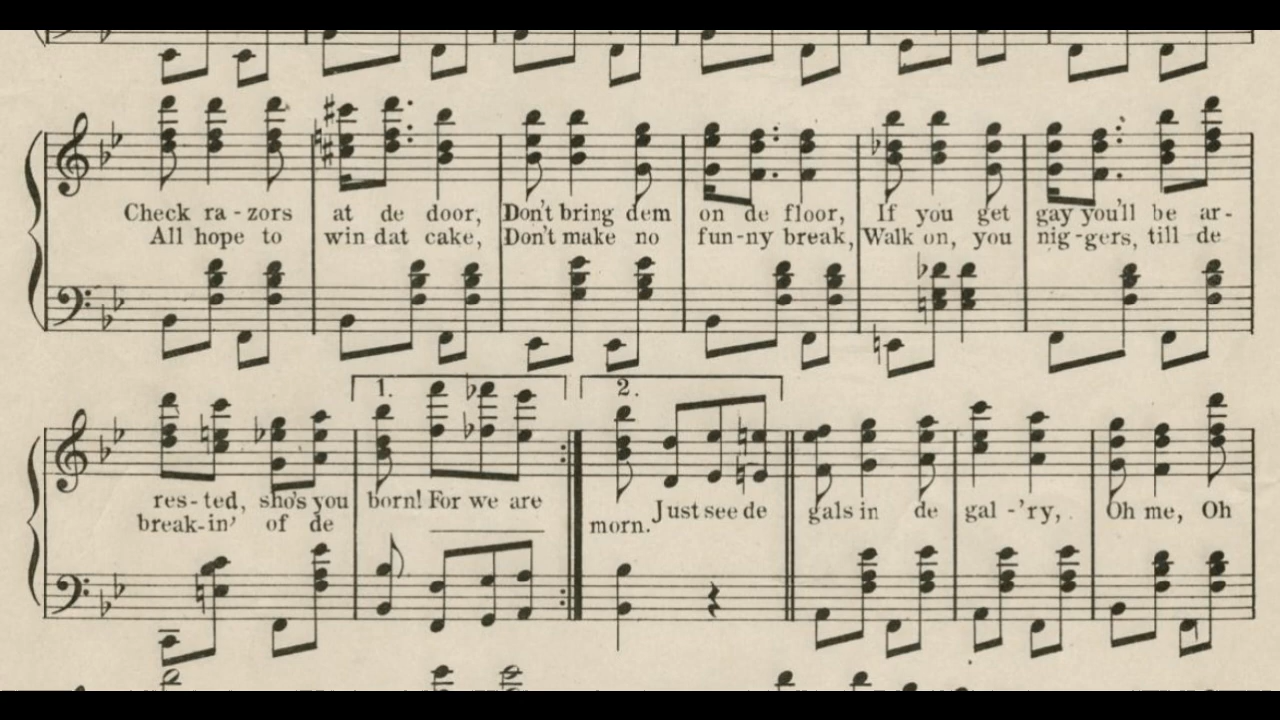 Check ra - zors at de door, Don't bring dem on de floor, If you get gay you'll be ar-
All hope to win dat cake, Don't make no fun-ny break, Walk on, you nig-gers, till de
1. 2.
res-ted, sho's you born! For we are
break-in' of de morn. Just see de gals in de gal-'ry, Oh me, Oh